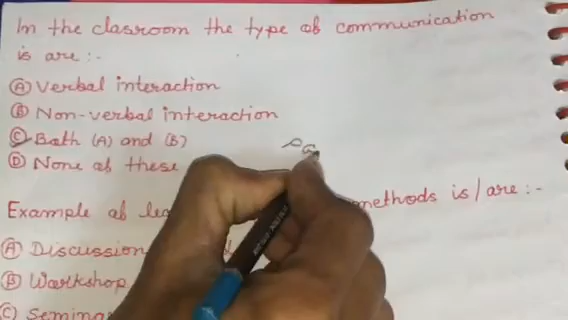 In the clasroom the type of communication
is are :-
Ⓐ Verbal interaction
Ⓑ Non-verbal interaction
Ⓒ Both (A) and (B)
Ⓓ None of these
Example of methods is/are :-
Ⓐ Discussion
Ⓑ Workshop
Ⓒ